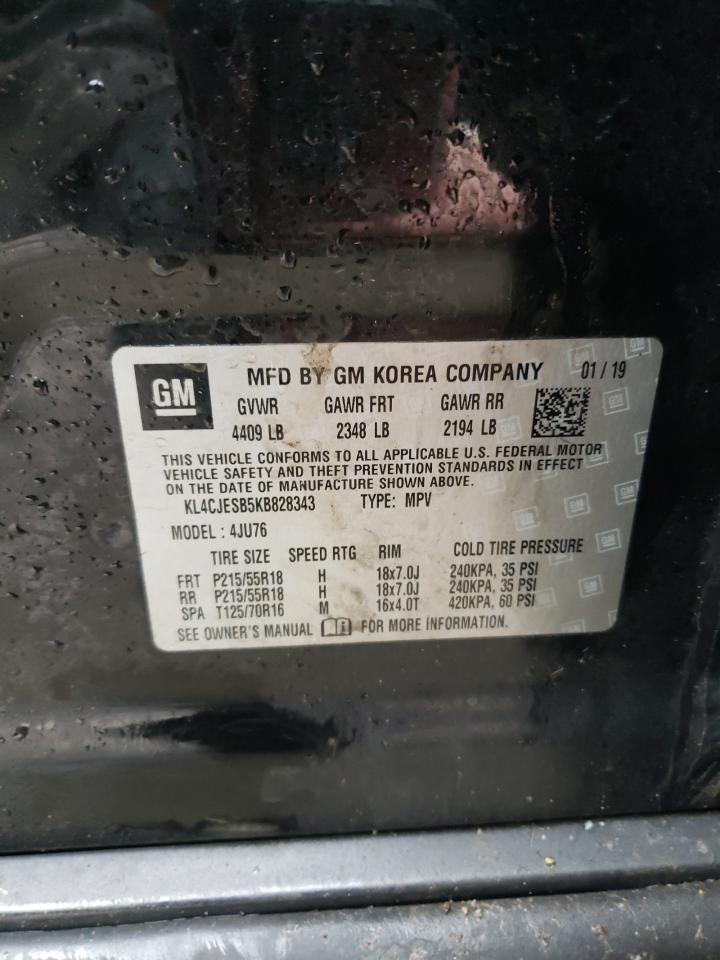 GM
MFD BY GM KOREA COMPANY 01 / 19
GVWR GAWR FRT GAWR RR
4409 LB 2348 LB 2194 LB
THIS VEHICLE CONFORMS TO ALL APPLICABLE U.S. FEDERAL MOTOR
VEHICLE SAFETY AND THEFT PREVENTION STANDARDS IN EFFECT
ON THE DATE OF MANUFACTURE SHOWN ABOVE.
KL4CJESB5KB828343 TYPE: MPV
MODEL : 4JU76
TIRE SIZE SPEED RTG RIM COLD TIRE PRESSURE
FRT P215/55R18 H 18x7.0J 240KPA, 35 PSI
RR P215/55R18 H 18x7.0J 240KPA, 35 PSI
SPA T125/70R16 M 16x4.0T 420KPA, 60 PSI
SEE OWNER'S MANUAL i FOR MORE INFORMATION.